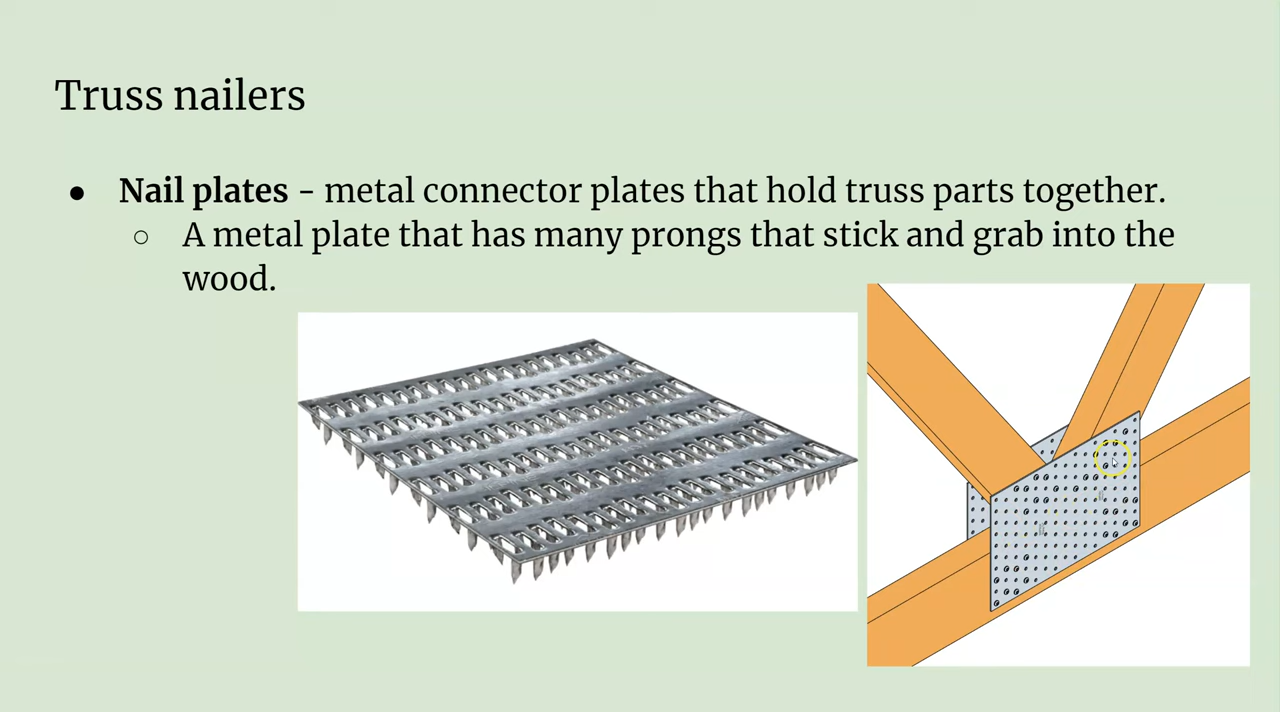 Truss nailers
● Nail plates - metal connector plates that hold truss parts together.
○ A metal plate that has many prongs that stick and grab into the
wood.